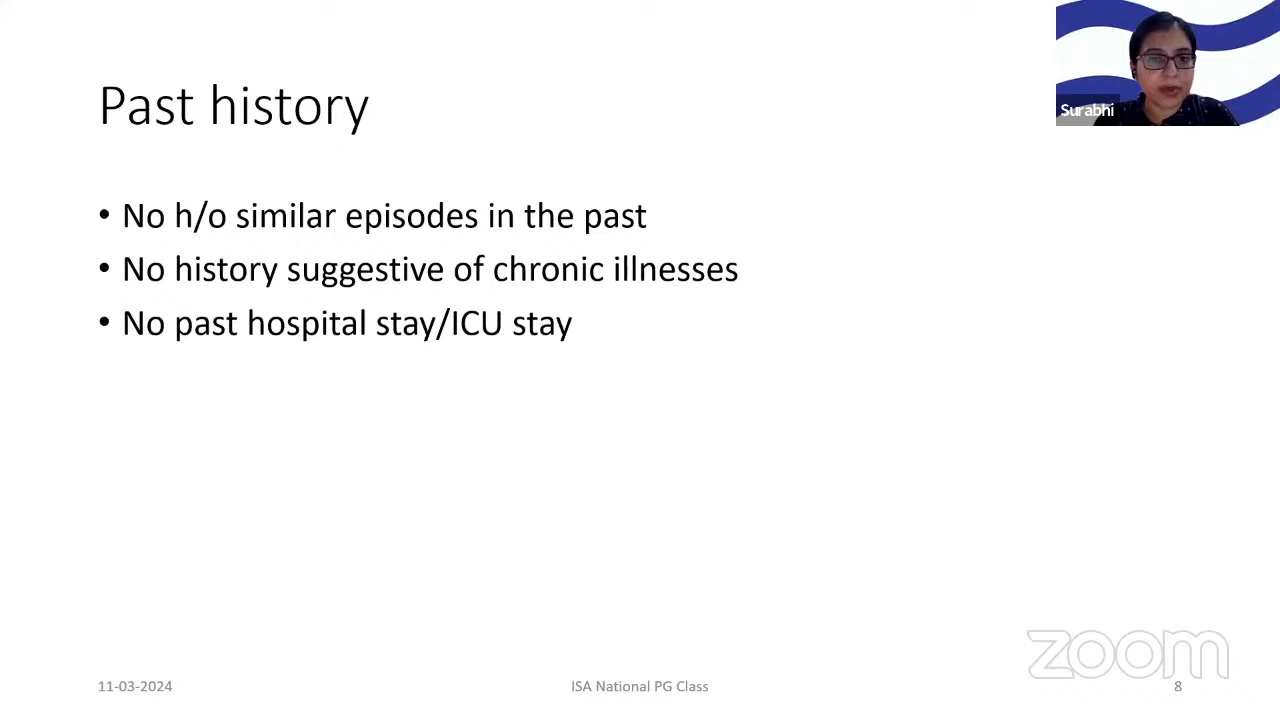 Surabhi
Past history
• No h/o similar episodes in the past
• No history suggestive of chronic illnesses
• No past hospital stay/ICU stay
zoom
11-03-2024
ISA National PG Class
8